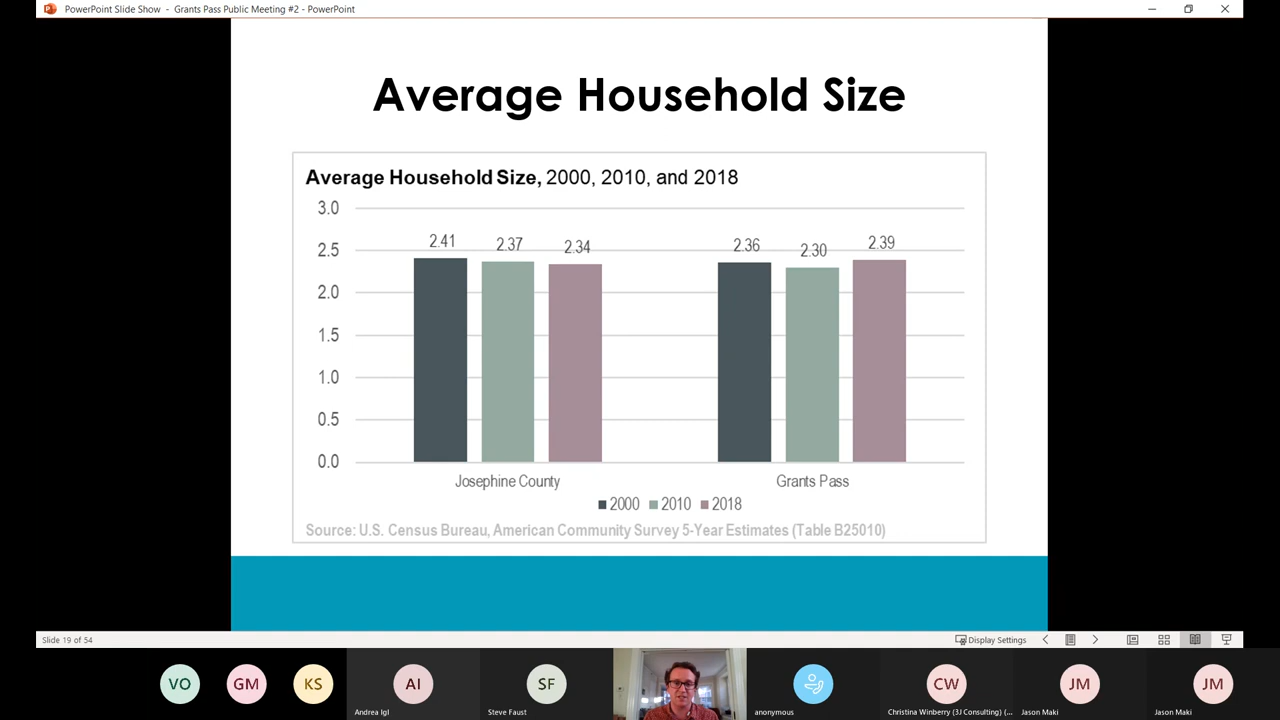 PowerPoint Slide Show - Grants Pass Public Meeting #2 - PowerPoint
Average Household Size
Average Household Size, 2000, 2010, and 2018
3.0
2.5
2.0
1.5
1.0
0.5
0.0
2.41
2.37
2.34
2.36
2.30
2.39
Josephine County
Grants Pass
2000 2010 2018
Source: U.S. Census Bureau, American Community Survey 5-Year Estimates (Table B25010)
Slide 19 of 54
Display Settings
VO
GM
KS
AI
SF
CW
JM
JM
Andrea Igl
Steve Faust
anonymous
Christina Winberry (3J Consulting) (...
Jason Maki
Jason Maki